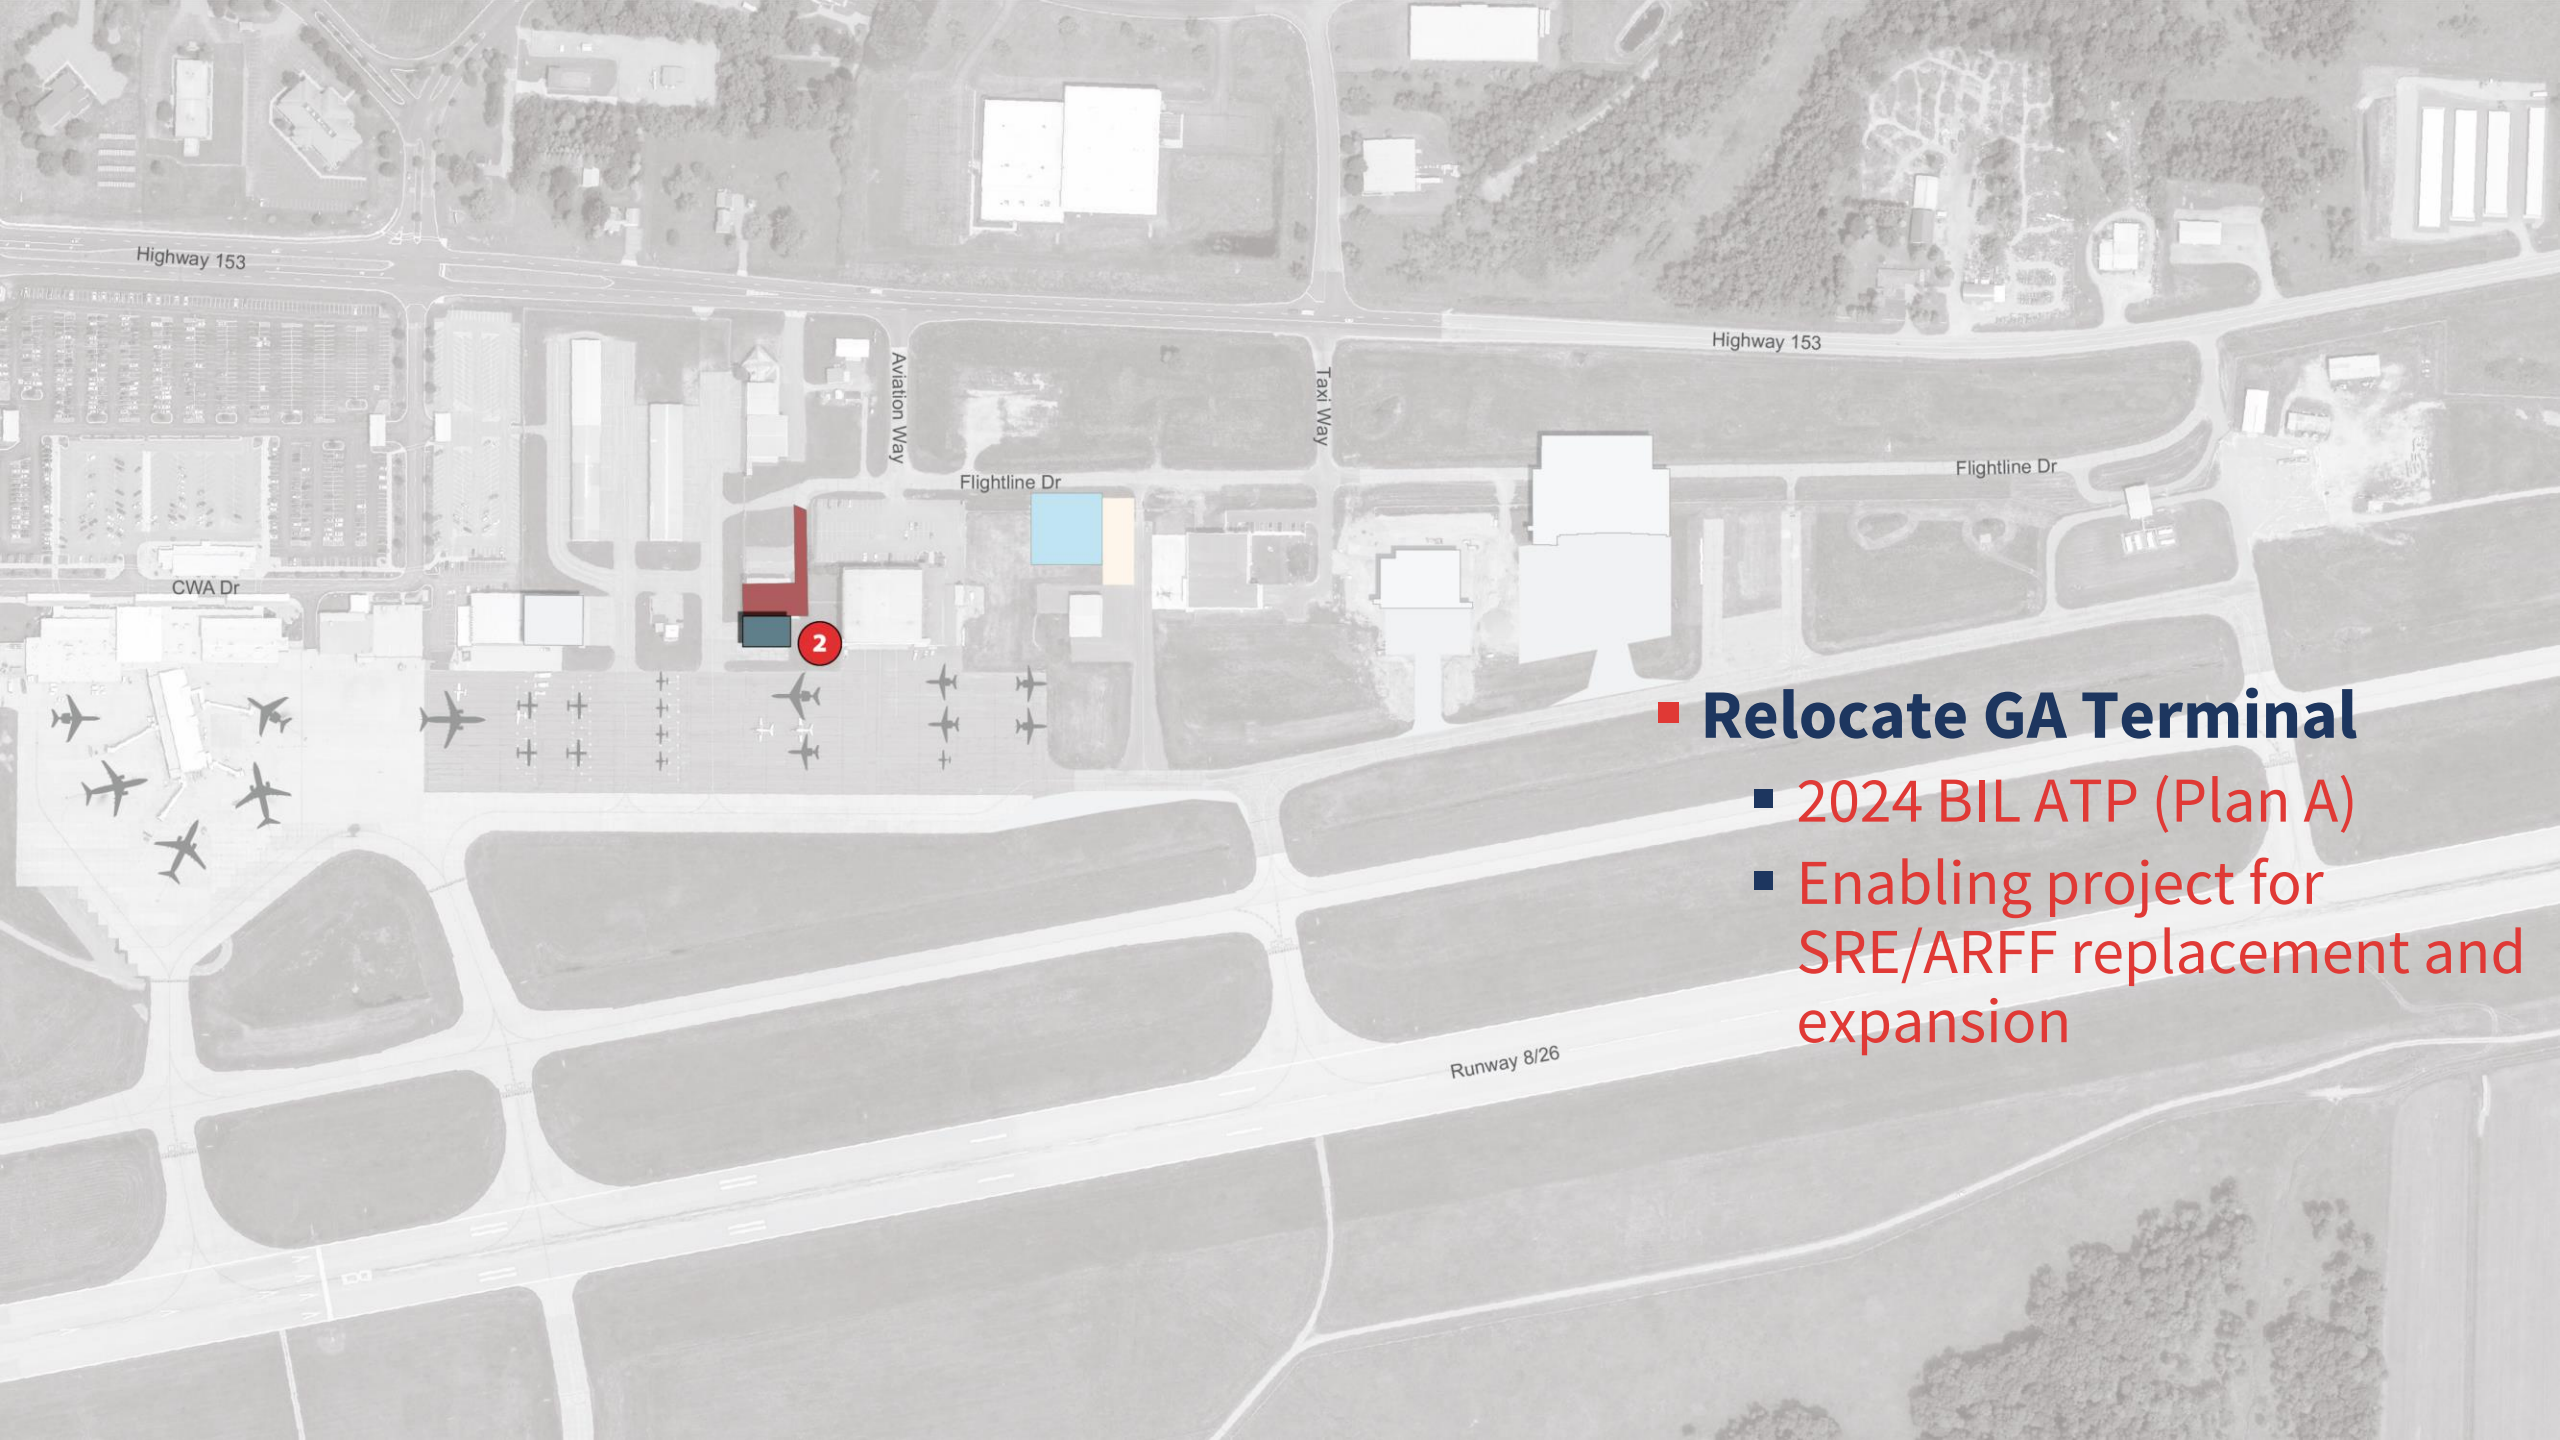 Highway 153
Highway 153
Aviation Way
Taxi Way
Flightline Dr
Flightline Dr
CWA Dr
2
Relocate GA Terminal
2024 BIL ATP (Plan A)
Enabling project for
SRE/ARFF replacement and
expansion
Runway 8/26
8